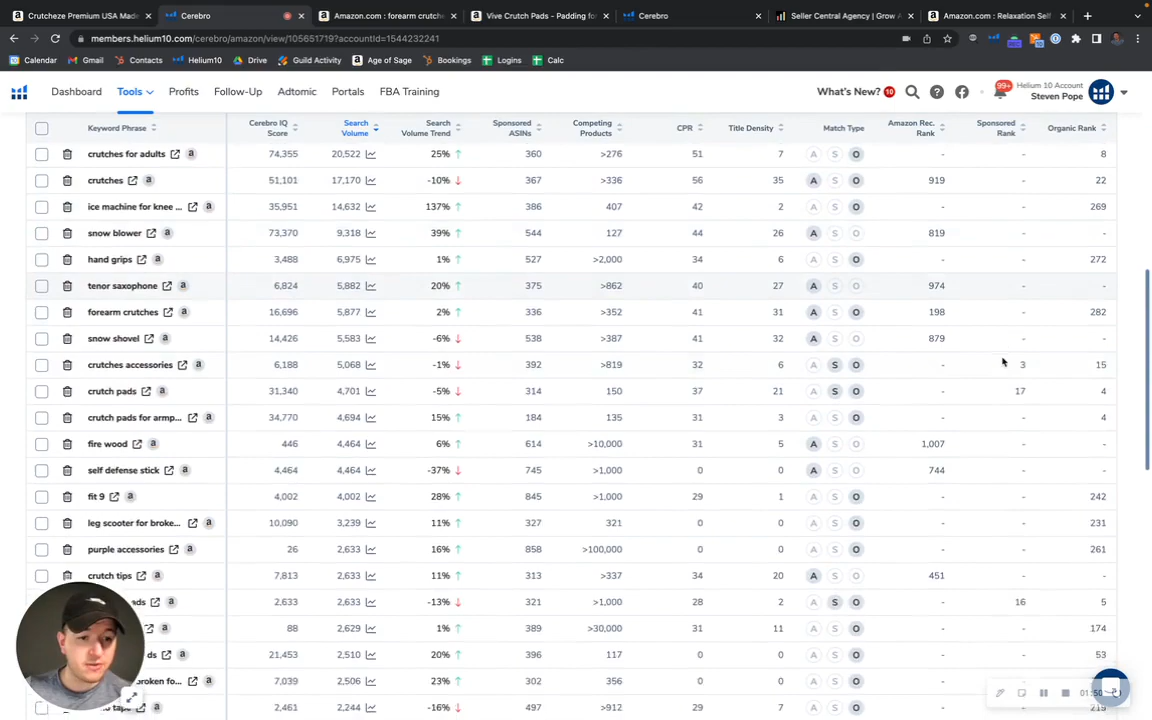 Crutcheze Premium USA Made
Cerebro
Amazon.com : forearm crutche
Vive Crutch Pads - Padding for
Cerebro
Seller Central Agency | Grow A
Amazon.com : Relaxation Self
members.helium10.com/cerebro/amazon/view/105651719?accountId=1544232241
Calendar Gmail Contacts Helium10 Drive Guild Activity Age of Sage Bookings Logins Calc
Dashboard Tools Profits Follow-Up Adtomic Portals FBA Training What's New? 10 99+ Helium 10 Account
Steven Pope
Keyword Phrase Cerebro IQ Score Search Volume Search Volume Trend Sponsored ASINs Competing Products CPR Title Density Match Type Amazon Rec. Rank Sponsored Rank Organic Rank
crutches for adults a 74,355 20,522 25% ↑ 360 >276 51 7 A S O - - 8
crutches a 51,101 17,170 -10% ↓ 367 >336 56 35 A S O 919 - 22
ice machine for knee ... a 35,951 14,632 137% ↑ 386 407 42 2 A S O - - 269
snow blower a 73,370 9,318 39% ↑ 544 127 44 26 A S O 819 - -
hand grips a 3,488 6,975 1% ↑ 527 >2,000 34 6 A S O - - 272
tenor saxophone a 6,824 5,882 20% ↑ 375 >862 40 27 A S O 974 - -
forearm crutches a 16,696 5,877 2% ↑ 336 >352 41 31 A S O 198 - 282
snow shovel a 14,426 5,583 -6% ↓ 538 >387 41 32 A S O 879 - -
crutches accessories a 6,188 5,068 -1% ↓ 392 >819 32 6 A S O - 3 15
crutch pads a 31,340 4,701 -5% ↓ 314 150 37 21 A S O - 17 4
crutch pads for armp... a 34,770 4,694 15% ↑ 184 135 31 3 A S O - - 4
fire wood a 446 4,464 6% ↑ 614 >10,000 31 5 A S O 1,007 - -
self defense stick a 4,464 4,464 -37% ↓ 745 >1,000 0 0 A S O 744 - -
fit 9 a 4,002 4,002 28% ↑ 845 >1,000 29 1 A S O - - 242
leg scooter for broke... a 10,090 3,239 11% ↑ 327 321 0 0 A S O - - 231
purple accessories a 26 2,633 16% ↑ 858 >100,000 0 0 A S O - - 261
crutch tips a 7,813 2,633 11% ↑ 313 >337 34 20 A S O 451 - -
ads a 2,633 2,633 -13% ↓ 321 >1,000 28 2 A S O - 16 5
a 88 2,629 1% ↑ 389 >30,000 31 11 A S O - - 174
ds a 21,453 2,510 20% ↑ 396 117 0 0 A S O - - 53
broken fo... a 7,039 2,506 23% ↑ 302 356 0 0 A S O - -
tape a 2,461 2,244 -16% ↓ 497 >912 29 7 A S O - - 219
01:50